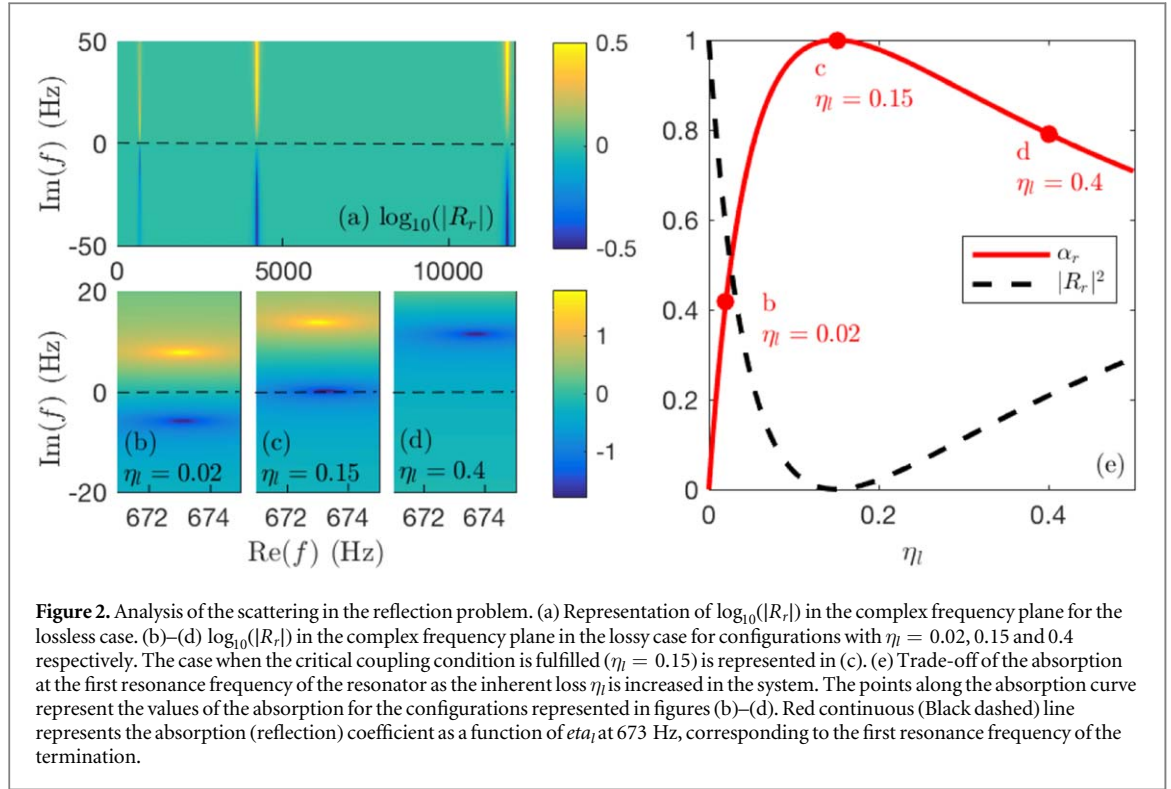 50
0
-50
Im(f) (Hz)
(a) log₁₀(|Rᵣ|)
0 5000 10000
0.5
0
-0.5
20
0
-20
Im(f) (Hz)
(b)
ηₗ = 0.02
(c)
ηₗ = 0.15
(d)
ηₗ = 0.4
672 674 672 674 672 674
Re(f) (Hz)
1
0
-1
1
0.8
0.6
0.4
0.2
0
c
ηₗ = 0.15
d
ηₗ = 0.4
αᵣ
|Rᵣ|²
b
ηₗ = 0.02
(e)
0 0.2 0.4
ηₗ
Figure 2. Analysis of the scattering in the reflection problem. (a) Representation of log₁₀(|Rᵣ|) in the complex frequency plane for the
lossless case. (b)–(d) log₁₀(|Rᵣ|) in the complex frequency plane in the lossy case for configurations with ηₗ = 0.02, 0.15 and 0.4
respectively. The case when the critical coupling condition is fulfilled (ηₗ = 0.15) is represented in (c). (e) Trade-off of the absorption
at the first resonance frequency of the resonator as the inherent loss ηₗ is increased in the system. The points along the absorption curve
represent the values of the absorption for the configurations represented in figures (b)–(d). Red continuous (Black dashed) line
represents the absorption (reflection) coefficient as a function of etaₗ at 673 Hz, corresponding to the first resonance frequency of the
termination.